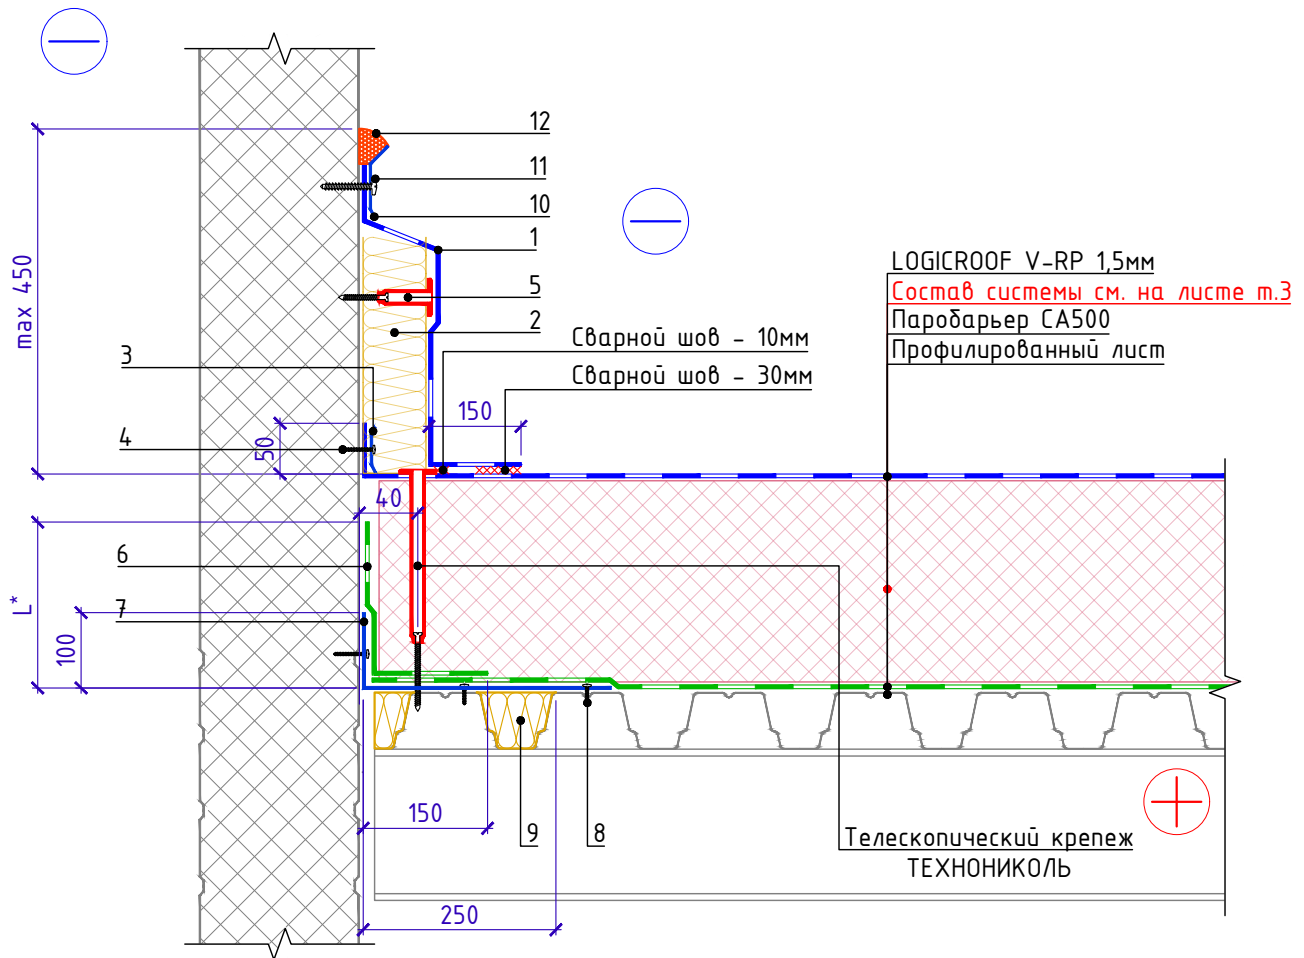 12
11
10
1
5
2
3
4
max 450
50
150
Сварной шов - 10мм
Сварной шов - 30мм
LOGICROOF V-RP 1,5мм
Состав системы см. на листе т.3
Паробарьер СА500
Профилированный лист
40
6
7
L*
100
150
9
8
250
Телескопический крепеж
ТЕХНОНИКОЛЬ